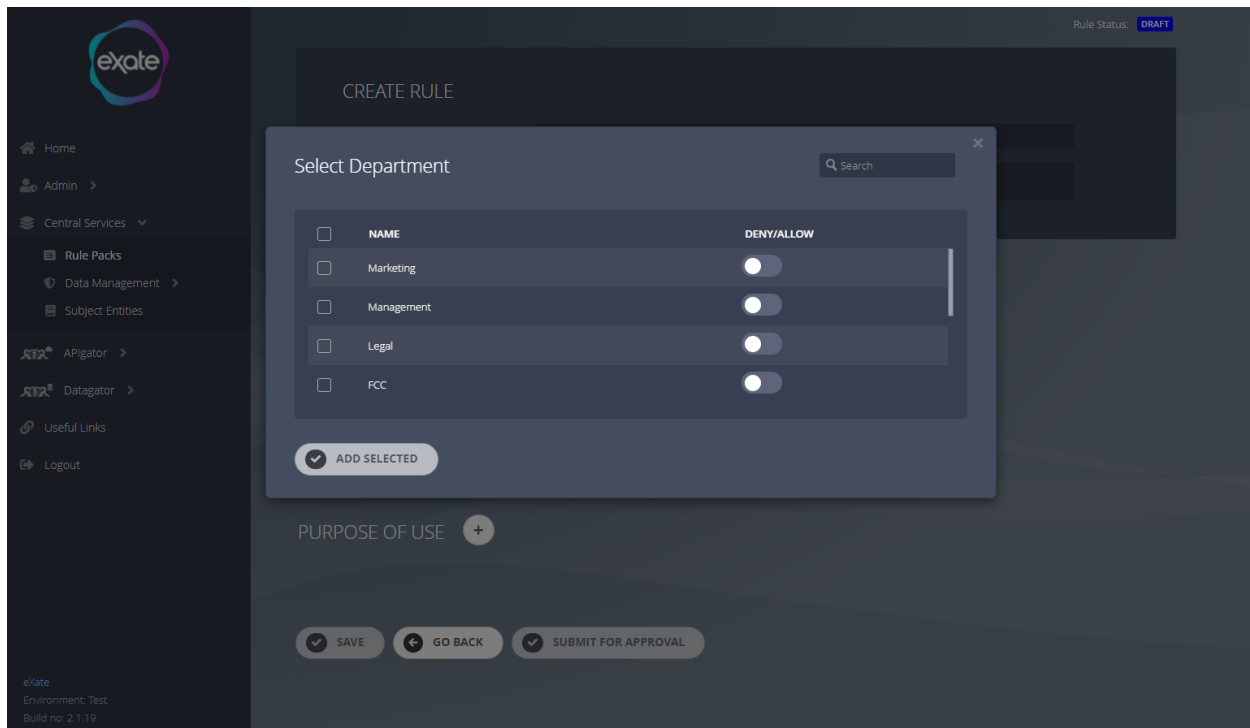 eXate
Rule Status: DRAFT
CREATE RULE
Home
Admin
Central Services
Rule Packs
Data Management
Subject Entities
APIgator
Datagator
Useful Links
Logout
Select Department
Search
NAME DENY/ALLOW
Marketing
Management
Legal
FCC
ADD SELECTED
PURPOSE OF USE
SAVE GO BACK SUBMIT FOR APPROVAL
eXate
Environment: Test
Build no: 2.1.19